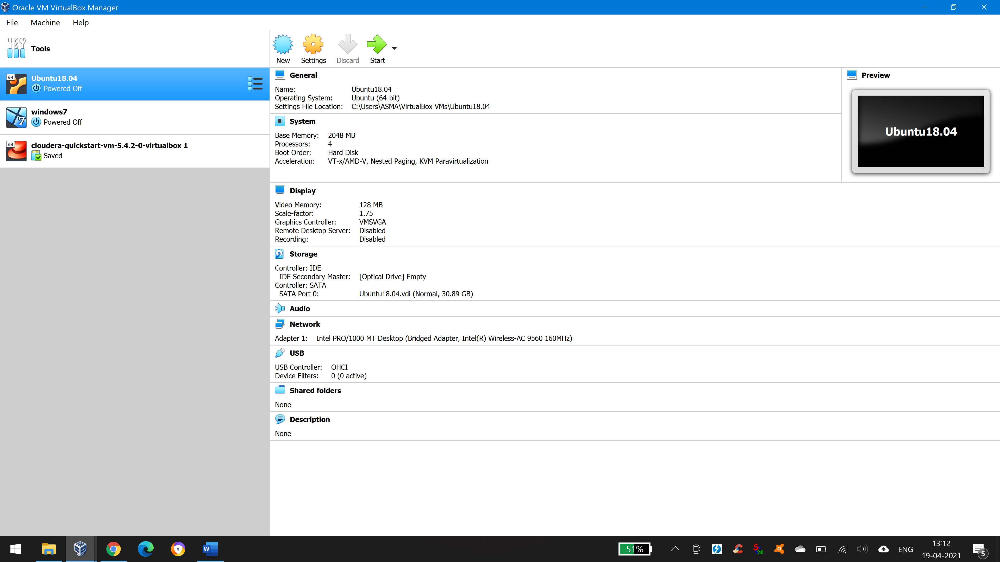 Oracle VM VirtualBox Manager
File Machine Help
Tools
New Settings Discard Start
64 Ubuntu18.04
Powered Off
7 windows7
Powered Off
64 cloudera-quickstart-vm-5.4.2-0-virtualbox 1
Saved
General
Name: Ubuntu18.04
Operating System: Ubuntu (64-bit)
Settings File Location: C:\Users\ASMA\VirtualBox VMs\Ubuntu18.04
System
Base Memory: 2048 MB
Processors: 4
Boot Order: Hard Disk
Acceleration: VT-x/AMD-V, Nested Paging, KVM Paravirtualization
Preview
Ubuntu18.04
Display
Video Memory: 128 MB
Scale-factor: 1.75
Graphics Controller: VMSVGA
Remote Desktop Server: Disabled
Recording: Disabled
Storage
Controller: IDE
IDE Secondary Master: [Optical Drive] Empty
Controller: SATA
SATA Port 0: Ubuntu18.04.vdi (Normal, 30.89 GB)
Audio
Network
Adapter 1: Intel PRO/1000 MT Desktop (Bridged Adapter, Intel(R) Wireless-AC 9560 160MHz)
USB
USB Controller: OHCI
Device Filters: 0 (0 active)
Shared folders
None
Description
None
W
51%
ENG
13:12
19-04-2021
5